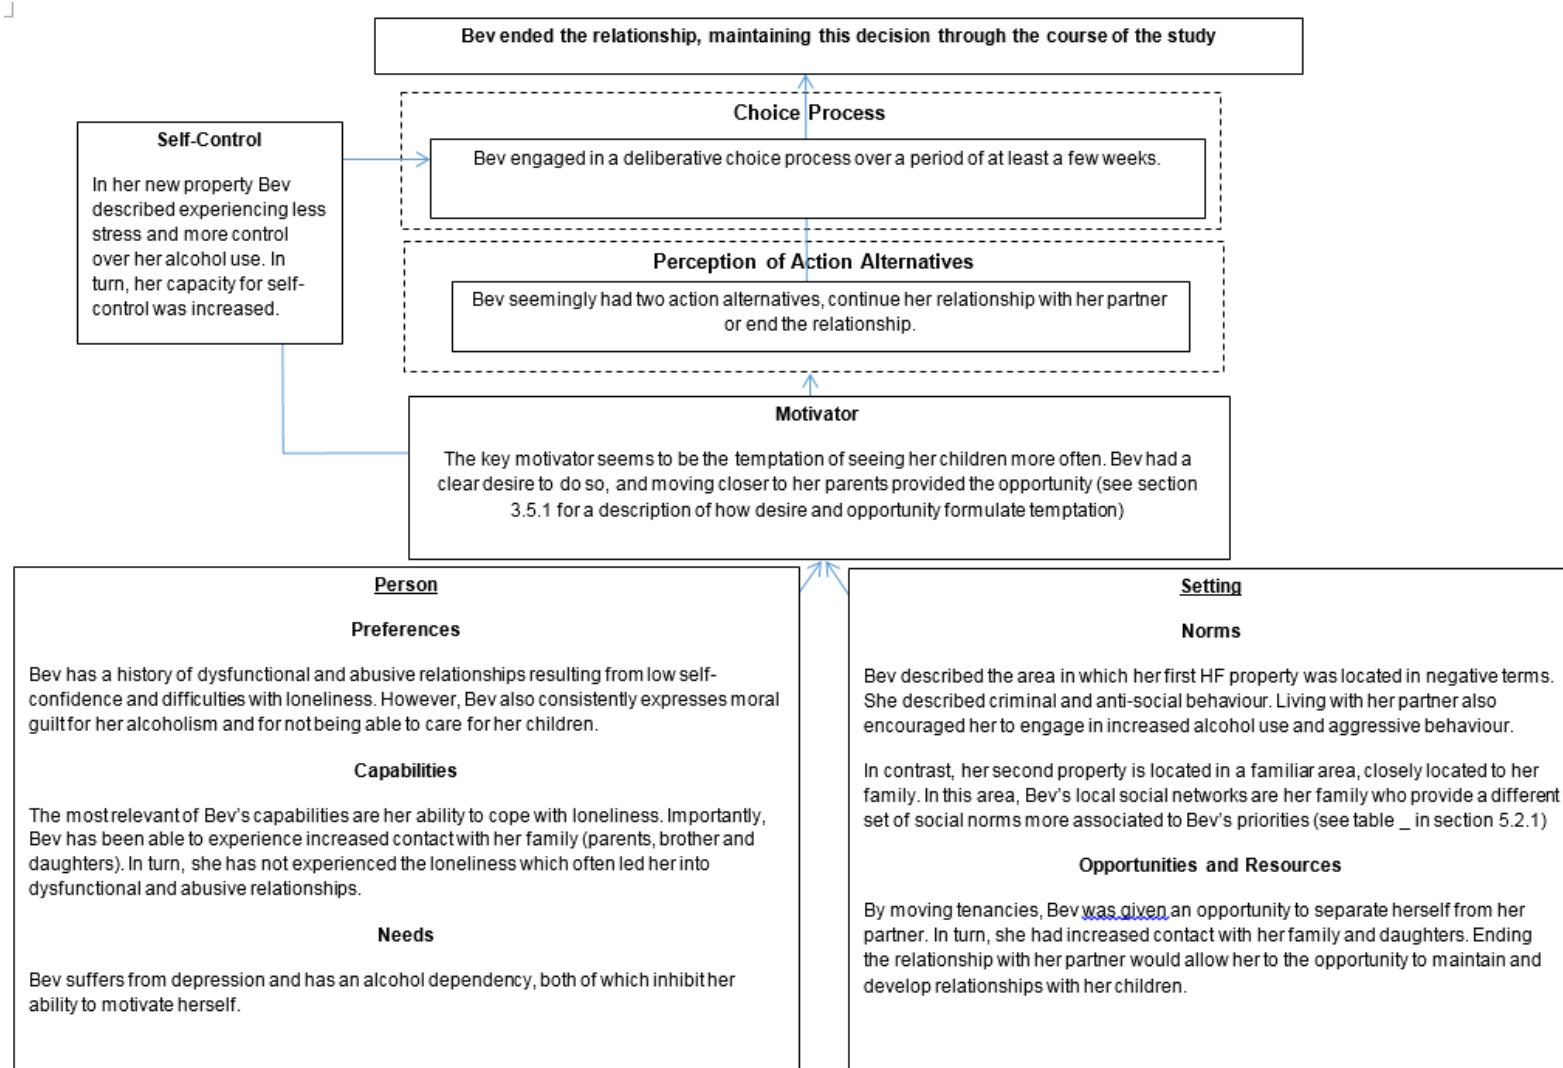 Bev ended the relationship, maintaining this decision through the course of the study
Choice Process
Bev engaged in a deliberative choice process over a period of at least a few weeks.
Self-Control
In her new property Bev
described experiencing less
stress and more control
over her alcohol use. In
turn, her capacity for self-
control was increased.
Perception of Action Alternatives
Bev seemingly had two action alternatives, continue her relationship with her partner
or end the relationship.
Motivator
The key motivator seems to be the temptation of seeing her children more often. Bev had a
clear desire to do so, and moving closer to her parents provided the opportunity (see section
3.5.1 for a description of how desire and opportunity formulate temptation)
Person
Preferences
Bev has a history of dysfunctional and abusive relationships resulting from low self-
confidence and difficulties with loneliness. However, Bev also consistently expresses moral
guilt for her alcoholism and for not being able to care for her children.
Capabilities
The most relevant of Bev's capabilities are her ability to cope with loneliness. Importantly,
Bev has been able to experience increased contact with her family (parents, brother and
daughters). In turn, she has not experienced the loneliness which often led her into
dysfunctional and abusive relationships.
Needs
Bev suffers from depression and has an alcohol dependency, both of which inhibit her
ability to motivate herself.
Setting
Norms
Bev described the area in which her first HF property was located in negative terms.
She described criminal and anti-social behaviour. Living with her partner also
encouraged her to engage in increased alcohol use and aggressive behaviour.
In contrast, her second property is located in a familiar area, closely located to her
family. In this area, Bev's local social networks are her family who provide a different
set of social norms more associated to Bev's priorities (see table _ in section 5.2.1)
Opportunities and Resources
By moving tenancies, Bev was given an opportunity to separate herself from her
partner. In turn, she had increased contact with her family and daughters. Ending
the relationship with her partner would allow her to the opportunity to maintain and
develop relationships with her children.